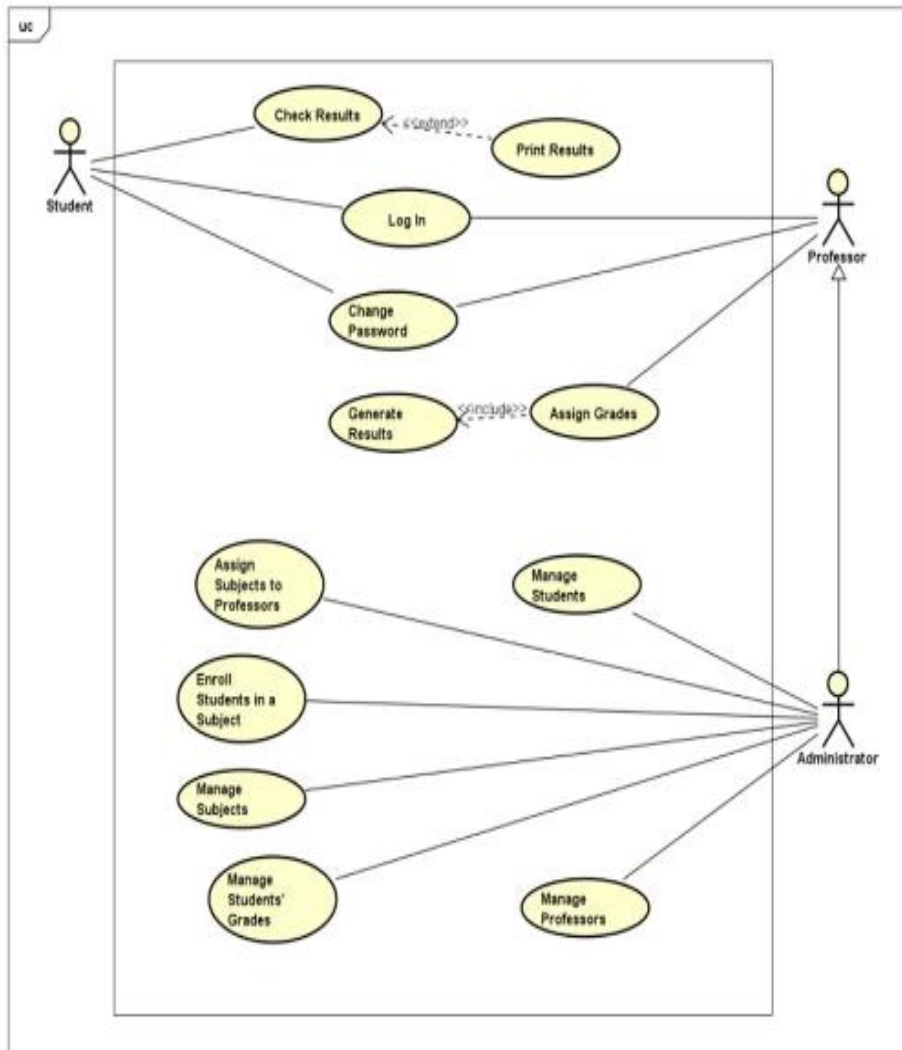 uc
Check Results
<<extend>>
Print Results
Student
Log In
Professor
Change
Password
Generate
Results
<<include>>
Assign Grades
Assign
Subjects to
Professors
Manage
Students
Enroll
Students in a
Subject
Administrator
Manage
Subjects
Manage
Students'
Grades
Manage
Professors